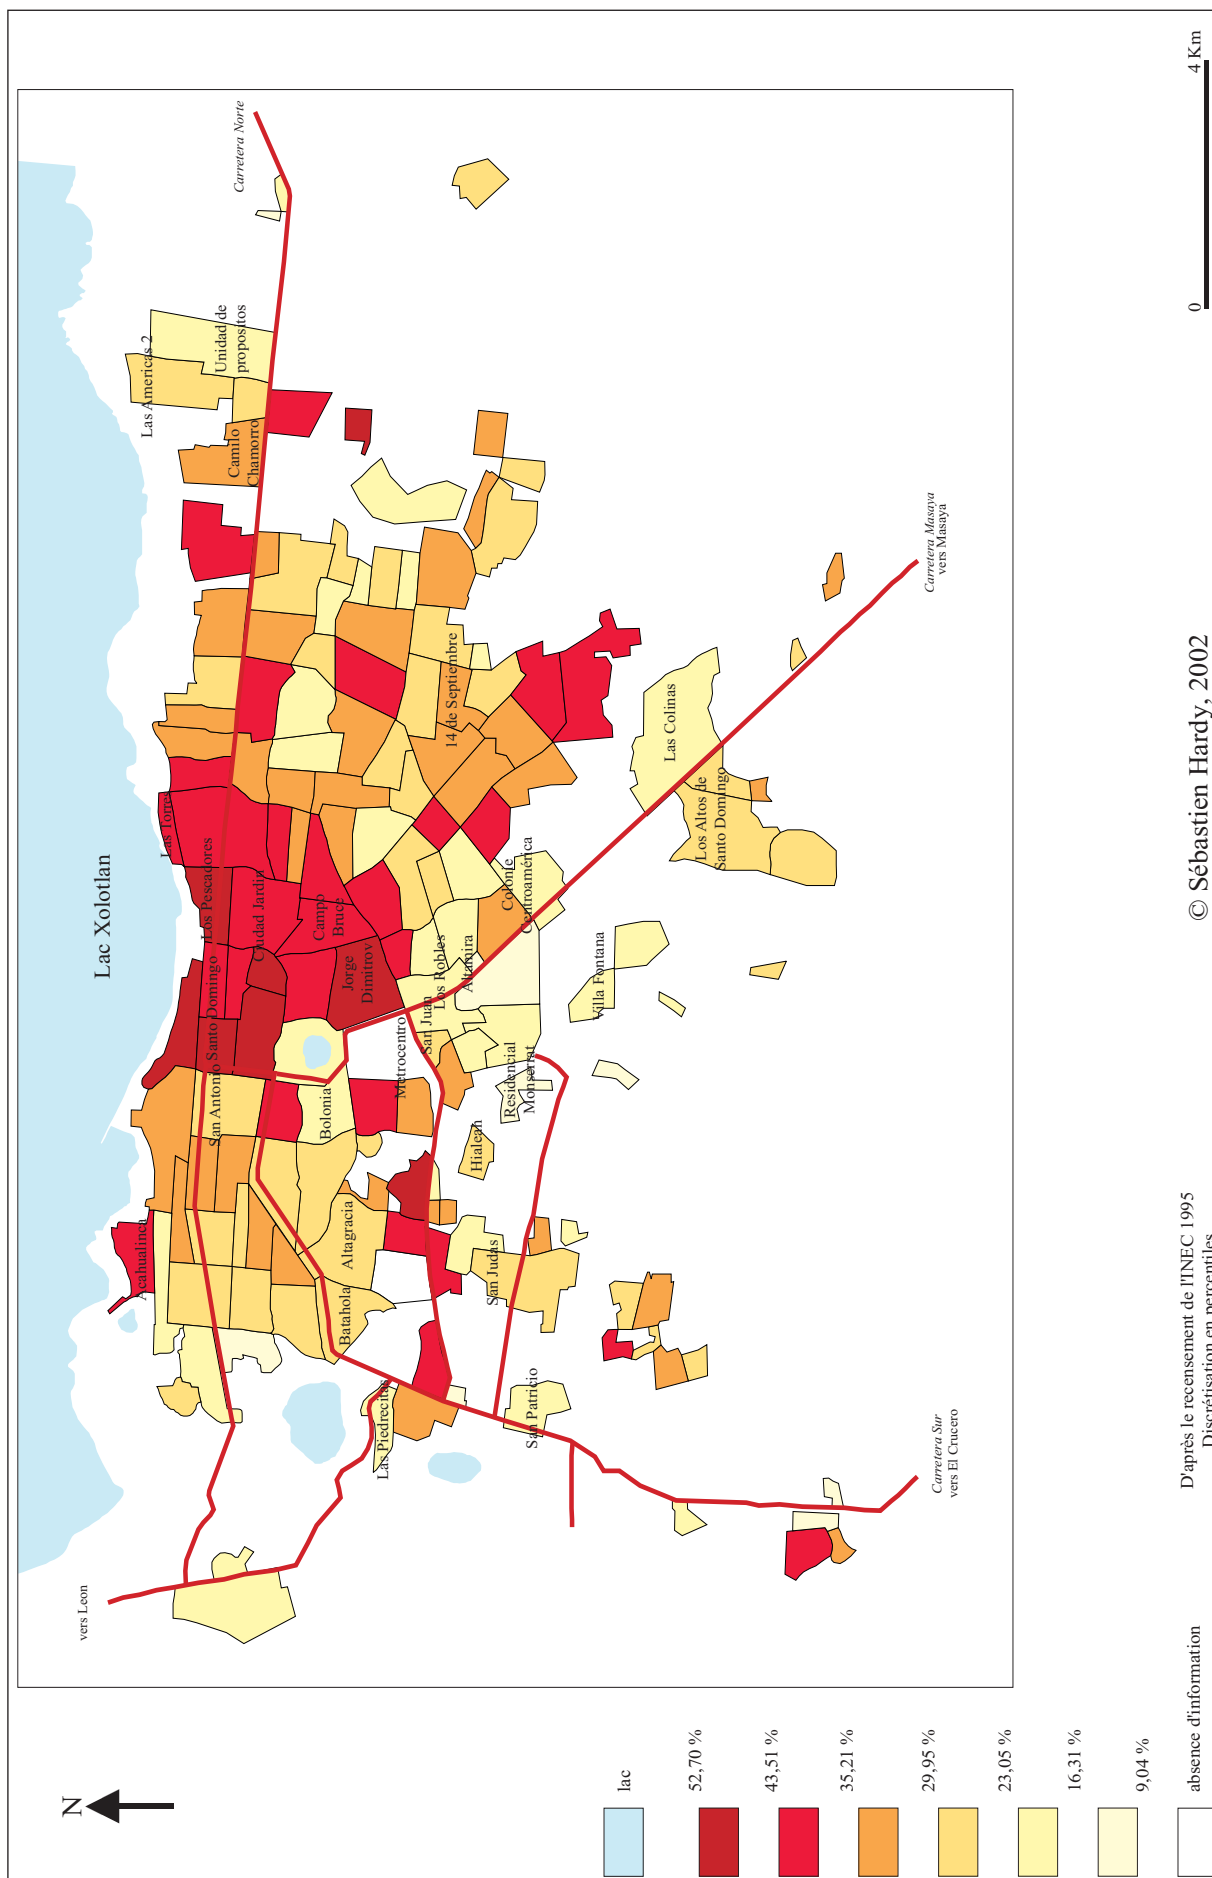 Carretera Norte
Las Americas 2
Unidad de
propositos
Camilo
Chamorro
Lac Xolotlan
Las Torres
Los Pescadores
Ciudad Jardin
Santo Domingo
San Antonio
Acahualinca
Campo
Bruce
Jorge
Dimitrov
14 de Septiembre
Colonie
Centroamérica
Los Robles
Altamira
San Juan
Metrocentro
Bolonia
Altagracia
Batahola
Hialeah
Residencial
Monserrat
Villa Fontana
Las Colinas
Los Altos de
Santo Domingo
San Judas
San Patricio
Las Piedrecitas
Carretera Masaya
vers Masaya
Carretera Sur
vers El Crucero
vers Leon
N
lac
52,70 %
43,51 %
35,21 %
29,95 %
23,05 %
16,31 %
9,04 %
absence d'information
D'après le recensement de l'INEC 1995
Discrétisation en percentiles
© Sébastien Hardy, 2002
0
4 Km